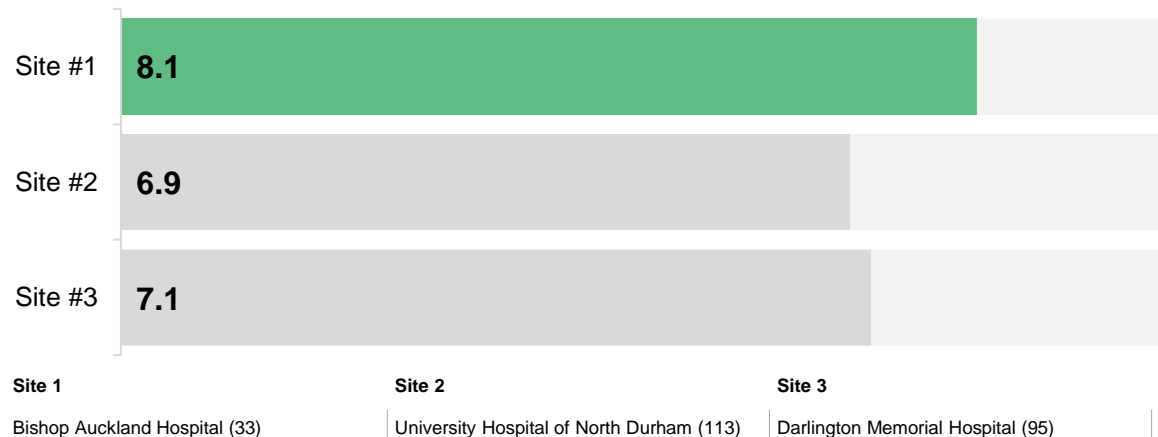 Site #1 8.1
Site #2 6.9
Site #3 7.1
Site 1 Site 2 Site 3
Bishop Auckland Hospital (33) University Hospital of North Durham (113) Darlington Memorial Hospital (95)